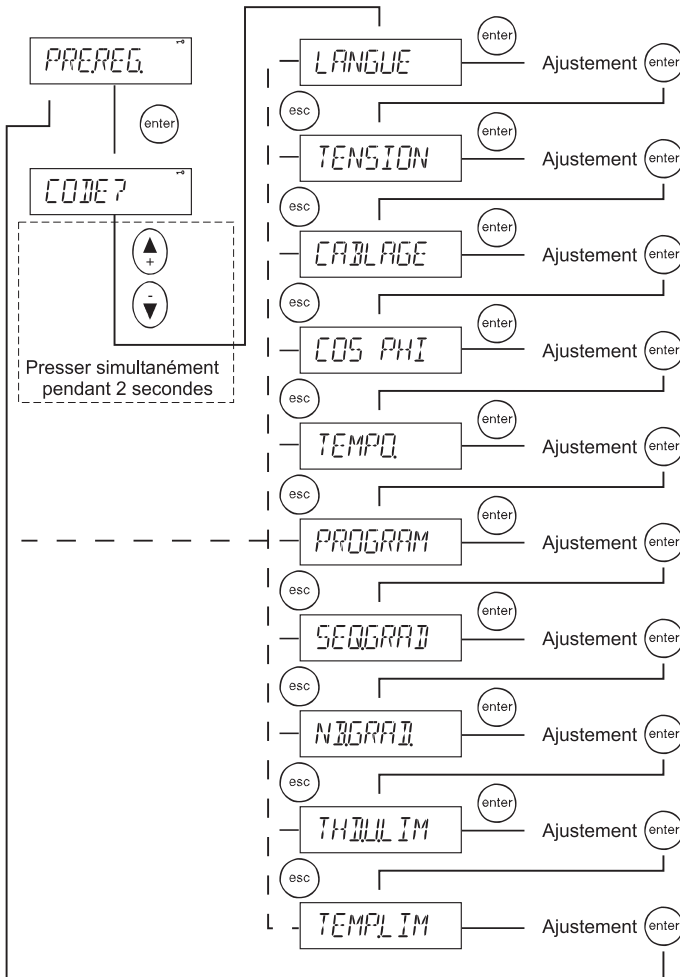 PRE.REG.
enter
CODE?
+
-
Presser simultanément
pendant 2 secondes
LANGUE
enter
Ajustement enter
esc
TENSION
enter
Ajustement enter
esc
CABLAGE
enter
Ajustement enter
esc
COS PHI
enter
Ajustement enter
esc
TEMPO.
enter
Ajustement enter
esc
PROGRAM
enter
Ajustement enter
esc
SEQ.GRAD
enter
Ajustement enter
esc
NB.GRAD.
enter
Ajustement enter
esc
THD.U.LIM
enter
Ajustement enter
esc
TEMP.LIM
Ajustement enter